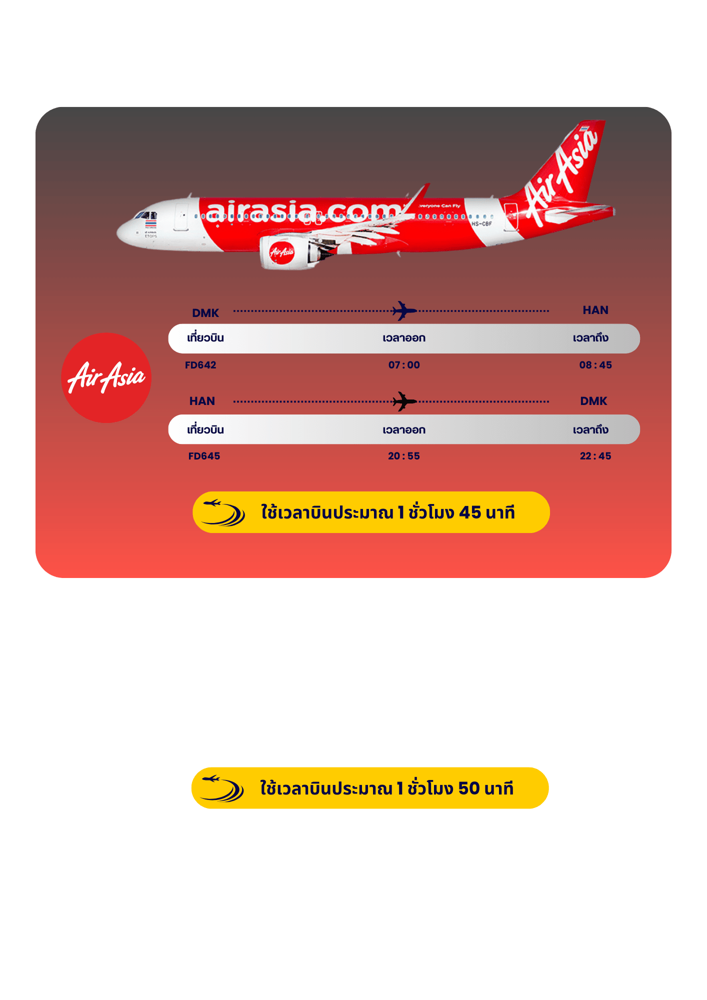 AirAsia
airasia.com
Everyone Can Fly
HS-CBF
AirAsia
DMK
HAN
เที่ยวบิน เวลาออก เวลาถึง
FD642 07 : 00 08 : 45
AirAsia
HAN
DMK
เที่ยวบิน เวลาออก เวลาถึง
FD645 20 : 55 22 : 45
ใช้เวลาบินประมาณ 1 ชั่วโมง 45 นาที
ใช้เวลาบินประมาณ 1 ชั่วโมง 50 นาที